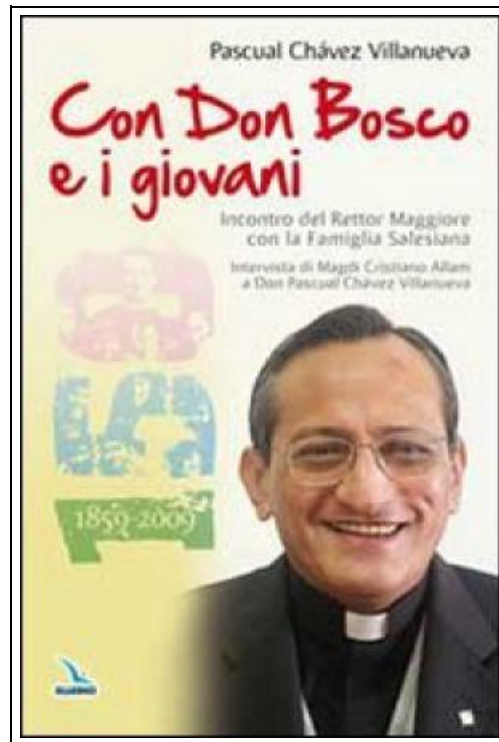 Pascual Chávez Villanueva
Con Don Bosco
e i giovani
Incontro del Rettor Maggiore
con la Famiglia Salesiana
Intervista di Magdi Cristiano Allam
a Don Pascual Chávez Villanueva
150
1859-2009